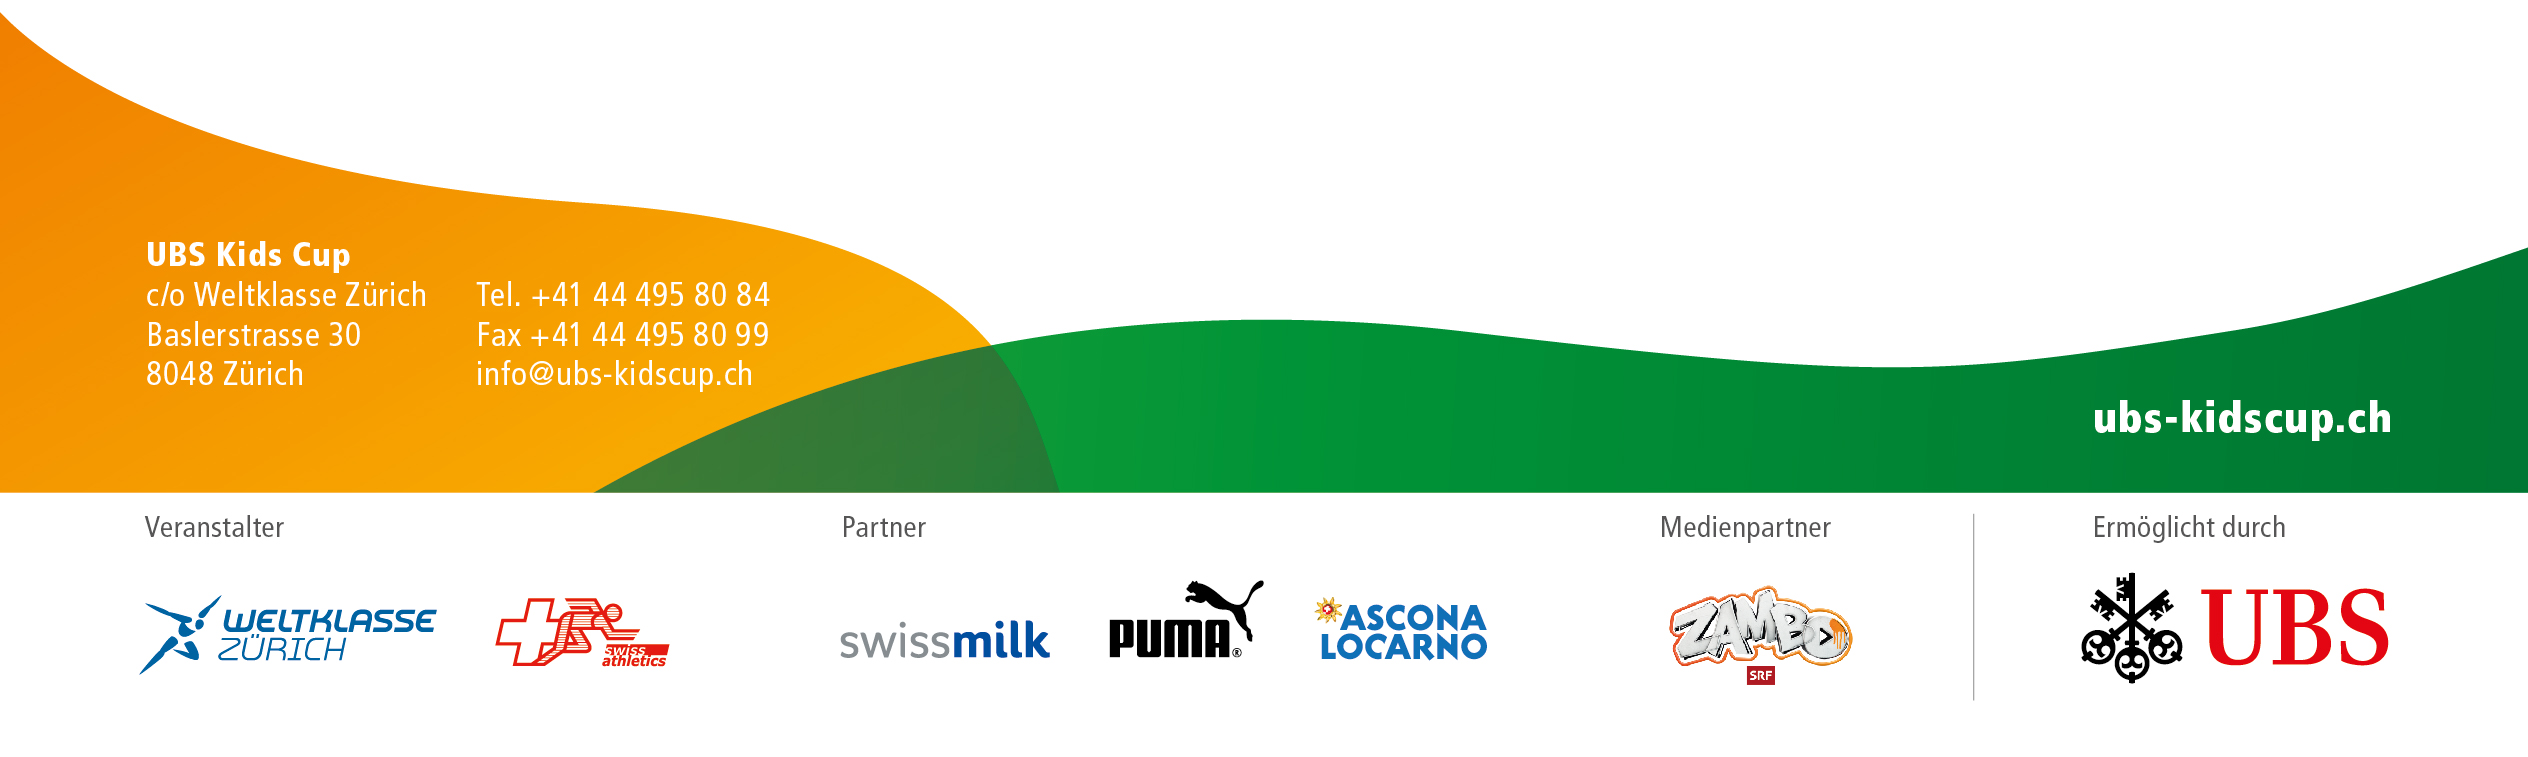 UBS Kids Cup
c/o Weltklasse Zürich
Baslerstrasse 30
8048 Zürich
Tel. +41 44 495 80 84
Fax +41 44 495 80 99
info@ubs-kidscup.ch
ubs-kidscup.ch
Veranstalter
WELTKLASSE
ZÜRICH
swiss
athletics
Partner
swissmilk
PUMA®
ASCONA
LOCARNO
Medienpartner
ZAMBO
SRF
Ermöglicht durch
UBS